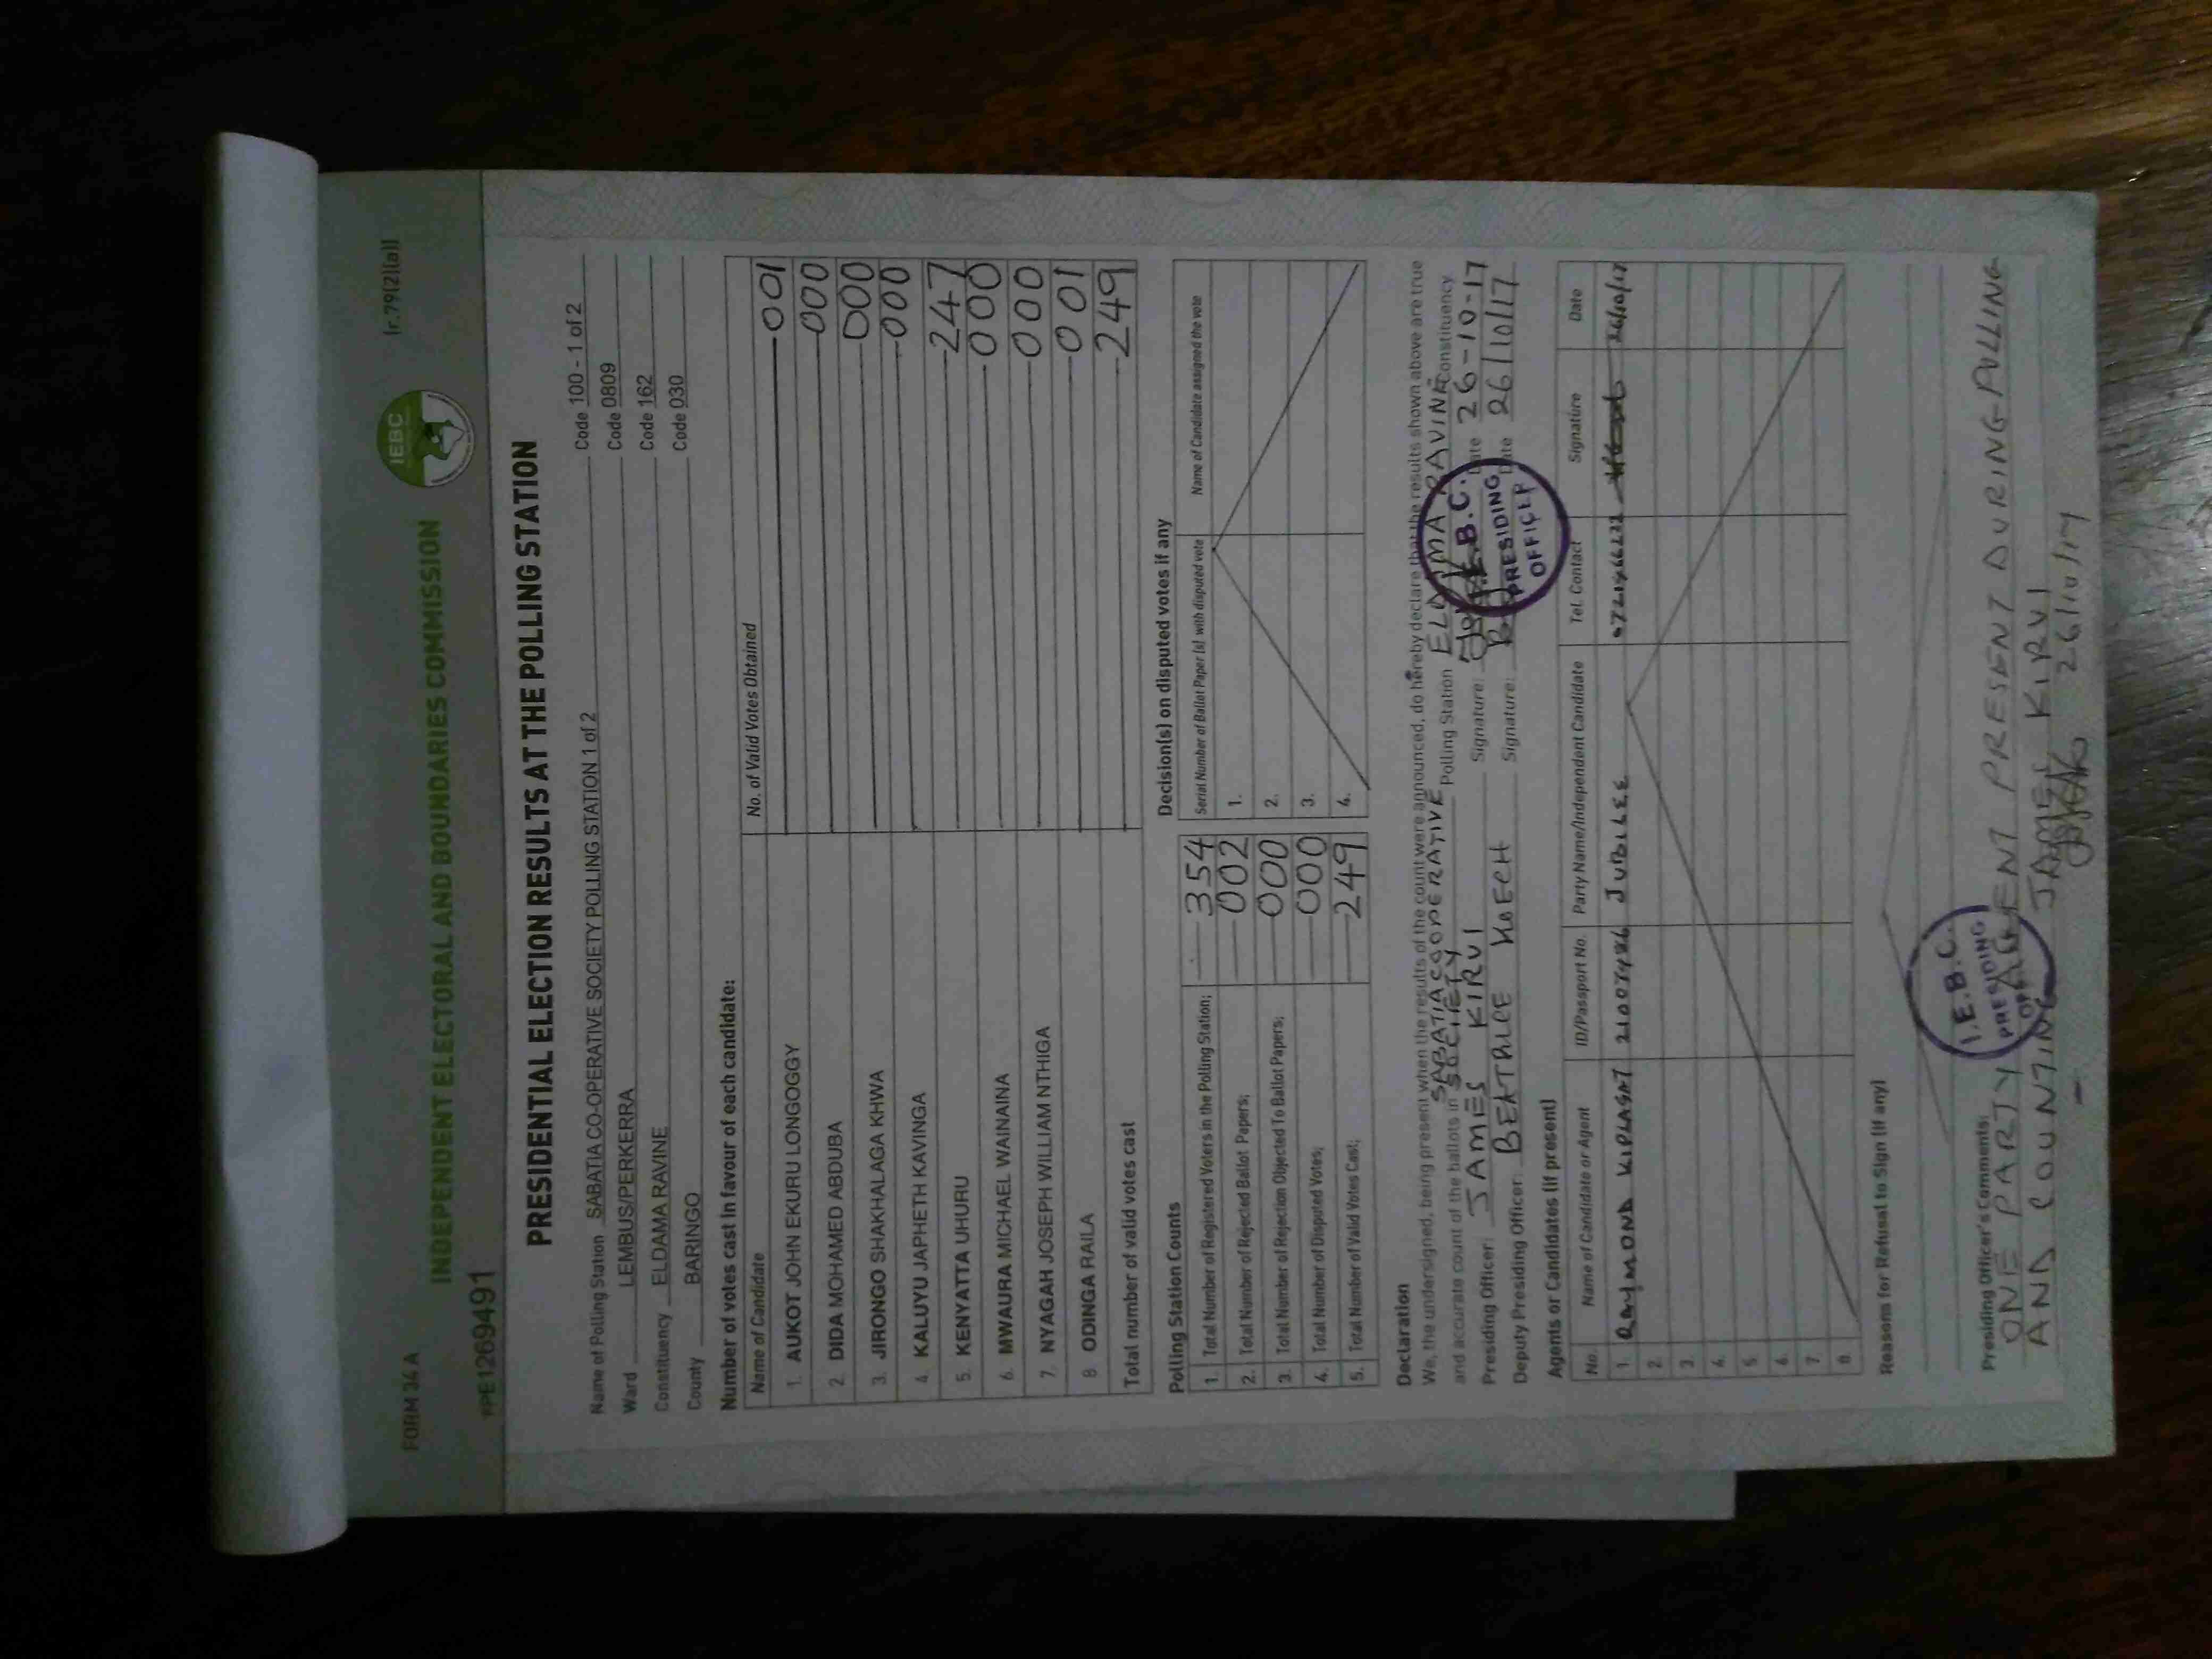 FORM 34 A
IEBC
[r.79(2)(a)]
INDEPENDENT ELECTORAL AND BOUNDARIES COMMISSION
PPE1269491
PRESIDENTIAL ELECTION RESULTS AT THE POLLING STATION
Name of Polling Station SABATIA CO-OPERATIVE SOCIETY POLLING STATION 1 of 2 Code 100 - 1 of 2
Ward LEMBUS/PERKERRA Code 0809
Constituency ELDAMA RAVINE Code 162
County BARINGO Code 030
Number of votes cast in favour of each candidate:
Name of Candidate No. of Valid Votes Obtained
1. AUKOT JOHN EKURU LONGOGGY 001
2 DIDA MOHAMED ABDUBA 000
3. JIRONGO SHAKHALAGA KHWA 000
4 KALUYU JAPHETH KAVINGA 000
5. KENYATTA UHURU 247
6. MWAURA MICHAEL WAINAINA 000
7. NYAGAH JOSEPH WILLIAM NTHIGA 000
8 ODINGA RAILA 001
Total number of valid votes cast 249
Polling Station Counts
1. Total Number of Registered Voters in the Polling Station; 354
2. Total Number of Rejected Ballot Papers; 002
3. Total Number of Rejection Objected To Ballot Papers; 000
4. Total Number of Disputed Votes; 000
5. Total Number of Valid Votes Cast; 249
Decision(s) on disputed votes if any
Serial Number of Ballot Paper (s) with disputed vote Name of Candidate assigned the vote
1.
2.
3.
4.
Declaration
We, the undersigned, being present when the results of the count were announced, do hereby declare that the results shown above are true
and accurate count of the ballots in SABATIA COOPERATIVE SOCIETY Polling Station ELDAMA RAVINE Constituency
Presiding Officer: JAMES KIRUI Signature: Date 26-10-17
Deputy Presiding Officer: BEATRICE KOECH Signature: Date 26/10/17
I.E.B.C.
PRESIDING
OFFICER
Agents or Candidates (if present)
No. Name of Candidate or Agent ID/Passport No. Party Name/Independent Candidate Tel. Contact Signature Date
1. RAYMOND KIPLAGAT JUBILEE 26/10/17
2.
3.
4.
5.
6.
7.
8.
Reasons for Refusal to Sign (if any)
I.E.B.C.
PRESIDING
Presiding Officer's Comments:
ONE PARTY AGENT PRESENT DURING PULLING
AND COUNTING JAMES KIRUI
26/10/17